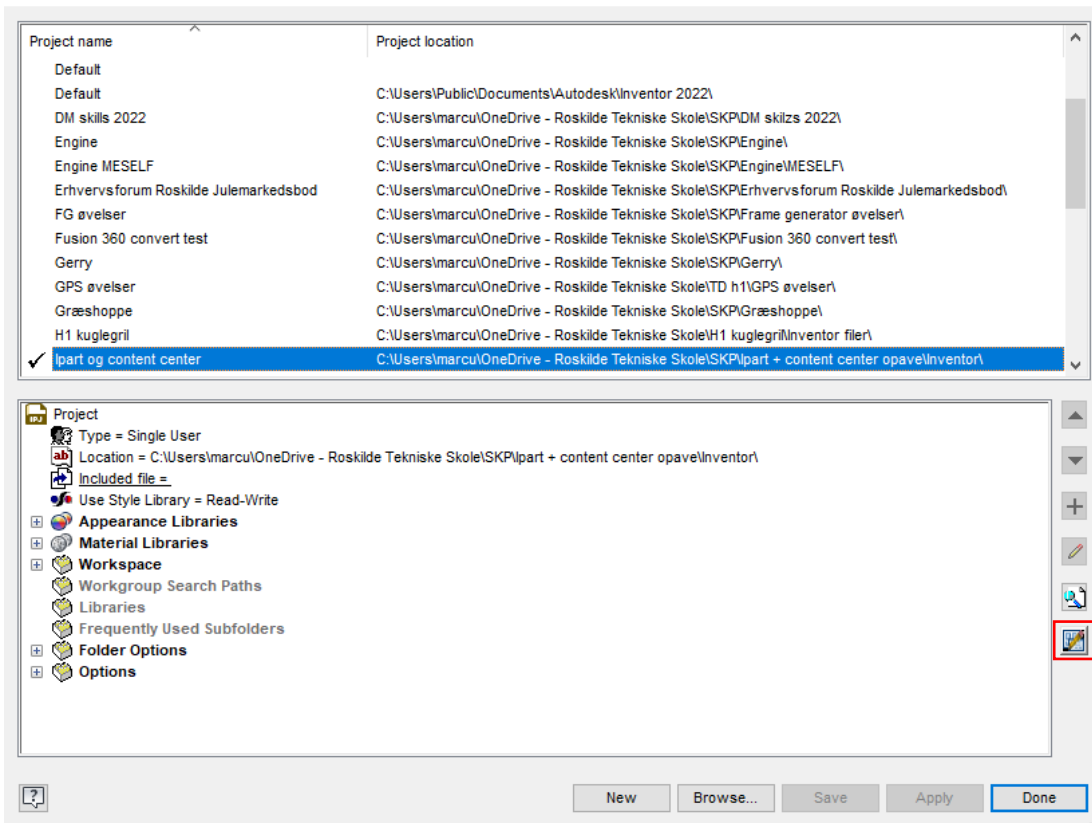 Project name Project location
Default
Default C:\Users\Public\Documents\Autodesk\Inventor 2022\
DM skills 2022 C:\Users\marcu\OneDrive - Roskilde Tekniske Skole\SKP\DM skilzs 2022\
Engine C:\Users\marcu\OneDrive - Roskilde Tekniske Skole\SKP\Engine\
Engine MESELF C:\Users\marcu\OneDrive - Roskilde Tekniske Skole\SKP\Engine\MESELF\
Erhvervsforum Roskilde Julemarkedsbod C:\Users\marcu\OneDrive - Roskilde Tekniske Skole\SKP\Erhvervsforum Roskilde Julemarkedsbod\
FG øvelser C:\Users\marcu\OneDrive - Roskilde Tekniske Skole\SKP\Frame generator øvelser\
Fusion 360 convert test C:\Users\marcu\OneDrive - Roskilde Tekniske Skole\SKP\Fusion 360 convert test\
Gerry C:\Users\marcu\OneDrive - Roskilde Tekniske Skole\SKP\Gerry\
GPS øvelser C:\Users\marcu\OneDrive - Roskilde Tekniske Skole\TD h1\GPS øvelser\
Græshoppe C:\Users\marcu\OneDrive - Roskilde Tekniske Skole\SKP\Græshoppe\
H1 kuglegril C:\Users\marcu\OneDrive - Roskilde Tekniske Skole\H1 kuglegril\Inventor filer\
Ipart og content center C:\Users\marcu\OneDrive - Roskilde Tekniske Skole\SKP\Ipart + content center opave\Inventor\
IPJ Project
Type = Single User
ab Location = C:\Users\marcu\OneDrive - Roskilde Tekniske Skole\SKP\Ipart + content center opave\Inventor\
Included file =
Use Style Library = Read-Write
Appearance Libraries
Material Libraries
Workspace
Workgroup Search Paths
Libraries
Frequently Used Subfolders
Folder Options
Options
? New Browse... Save Apply Done